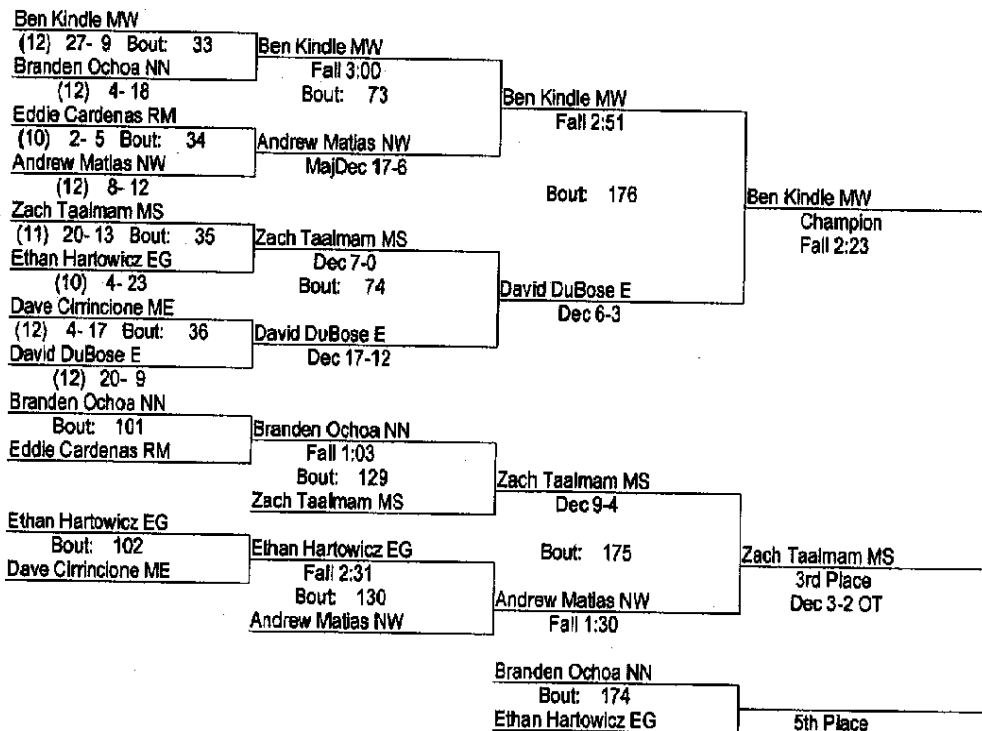 Ben Kindle MW
(12) 27- 9 Bout: 33
Branden Ochoa NN
(12) 4- 18
Eddie Cardenas RM
(10) 2- 5 Bout: 34
Andrew Matias NW
(12) 8- 12
Zach Taalmam MS
(11) 20- 13 Bout: 35
Ethan Hartowicz EG
(10) 4- 23
Dave Cirrincione ME
(12) 4- 17 Bout: 36
David DuBose E
(12) 20- 9
Ben Kindle MW
Fall 3:00
Bout: 73
Andrew Matias NW
MajDec 17-6
Zach Taalmam MS
Dec 7-0
Bout: 74
David DuBose E
Dec 17-12
Ben Kindle MW
Fall 2:51
Bout: 176
David DuBose E
Dec 6-3
Ben Kindle MW
Champion
Fall 2:23
Branden Ochoa NN
Bout: 101
Eddie Cardenas RM
Ethan Hartowicz EG
Bout: 102
Dave Cirrincione ME
Branden Ochoa NN
Fall 1:03
Bout: 129
Zach Taalmam MS
Ethan Hartowicz EG
Fall 2:31
Bout: 130
Andrew Matias NW
Zach Taalmam MS
Dec 9-4
Bout: 175
Andrew Matias NW
Fall 1:30
Zach Taalmam MS
3rd Place
Dec 3-2 OT
Branden Ochoa NN
Bout: 174
Ethan Hartowicz EG
5th Place